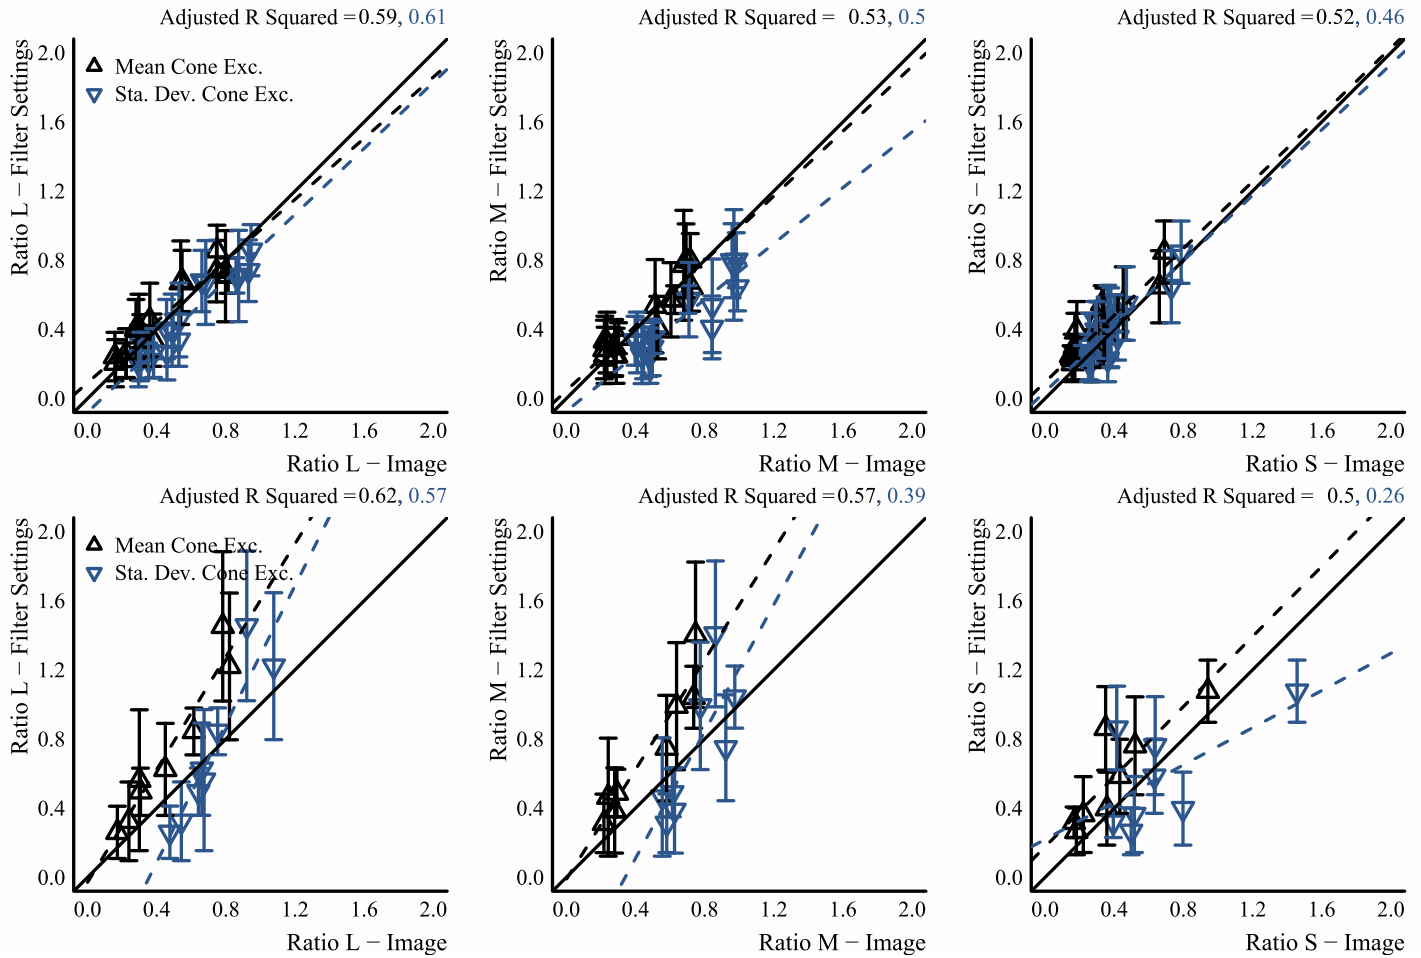 Adjusted R Squared =0.59, 0.61
Ratio L − Filter Settings
2.0
1.6
1.2
0.8
0.4
0.0
Mean Cone Exc.
Sta. Dev. Cone Exc.
0.0 0.4 0.8 1.2 1.6 2.0
Ratio L − Image
Adjusted R Squared = 0.53, 0.5
Ratio M − Filter Settings
2.0
1.6
1.2
0.8
0.4
0.0
0.0 0.4 0.8 1.2 1.6 2.0
Ratio M − Image
Adjusted R Squared =0.52, 0.46
Ratio S − Filter Settings
2.0
1.6
1.2
0.8
0.4
0.0
0.0 0.4 0.8 1.2 1.6 2.0
Ratio S − Image
Adjusted R Squared =0.62, 0.57
Ratio L − Filter Settings
2.0
1.6
1.2
0.8
0.4
0.0
Mean Cone Exc.
Sta. Dev. Cone Exc.
0.0 0.4 0.8 1.2 1.6 2.0
Ratio L − Image
Adjusted R Squared =0.57, 0.39
Ratio M − Filter Settings
2.0
1.6
1.2
0.8
0.4
0.0
0.0 0.4 0.8 1.2 1.6 2.0
Ratio M − Image
Adjusted R Squared = 0.5, 0.26
Ratio S − Filter Settings
2.0
1.6
1.2
0.8
0.4
0.0
0.0 0.4 0.8 1.2 1.6 2.0
Ratio S − Image